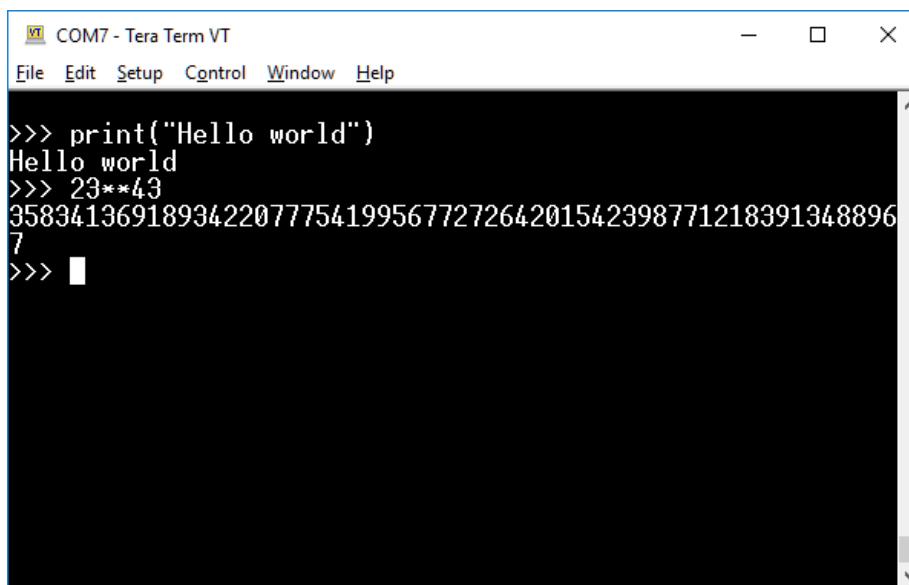 VT COM7 - Tera Term VT
File Edit Setup Control Window Help
>>> print("Hello world")
Hello world
>>> 23**43
3583413691893422077754199567727264201542398771218391348896
7
>>>